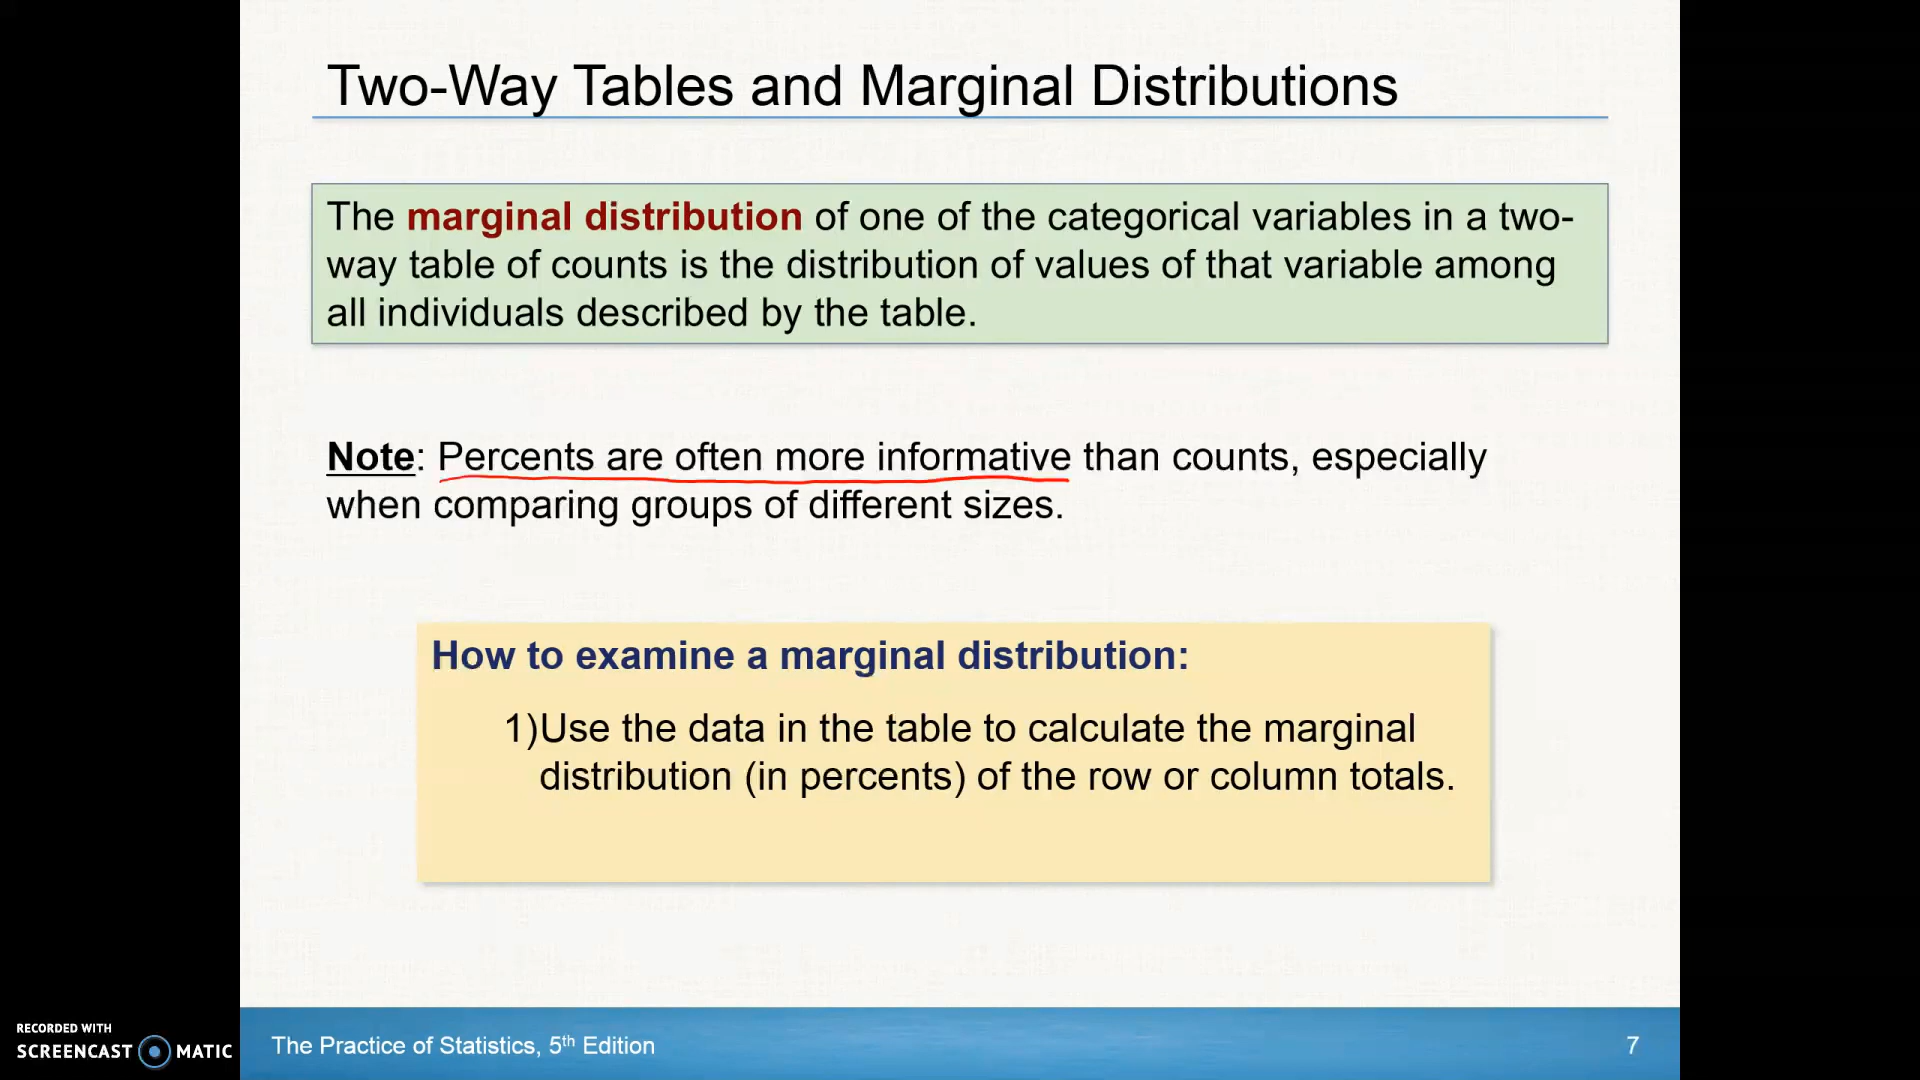 Two-Way Tables and Marginal Distributions
The marginal distribution of one of the categorical variables in a two-
way table of counts is the distribution of values of that variable among
all individuals described by the table.
Note: Percents are often more informative than counts, especially
when comparing groups of different sizes.
How to examine a marginal distribution:
1)Use the data in the table to calculate the marginal
distribution (in percents) of the row or column totals.
RECORDED WITH
SCREENCAST MATIC
The Practice of Statistics, 5th Edition
7